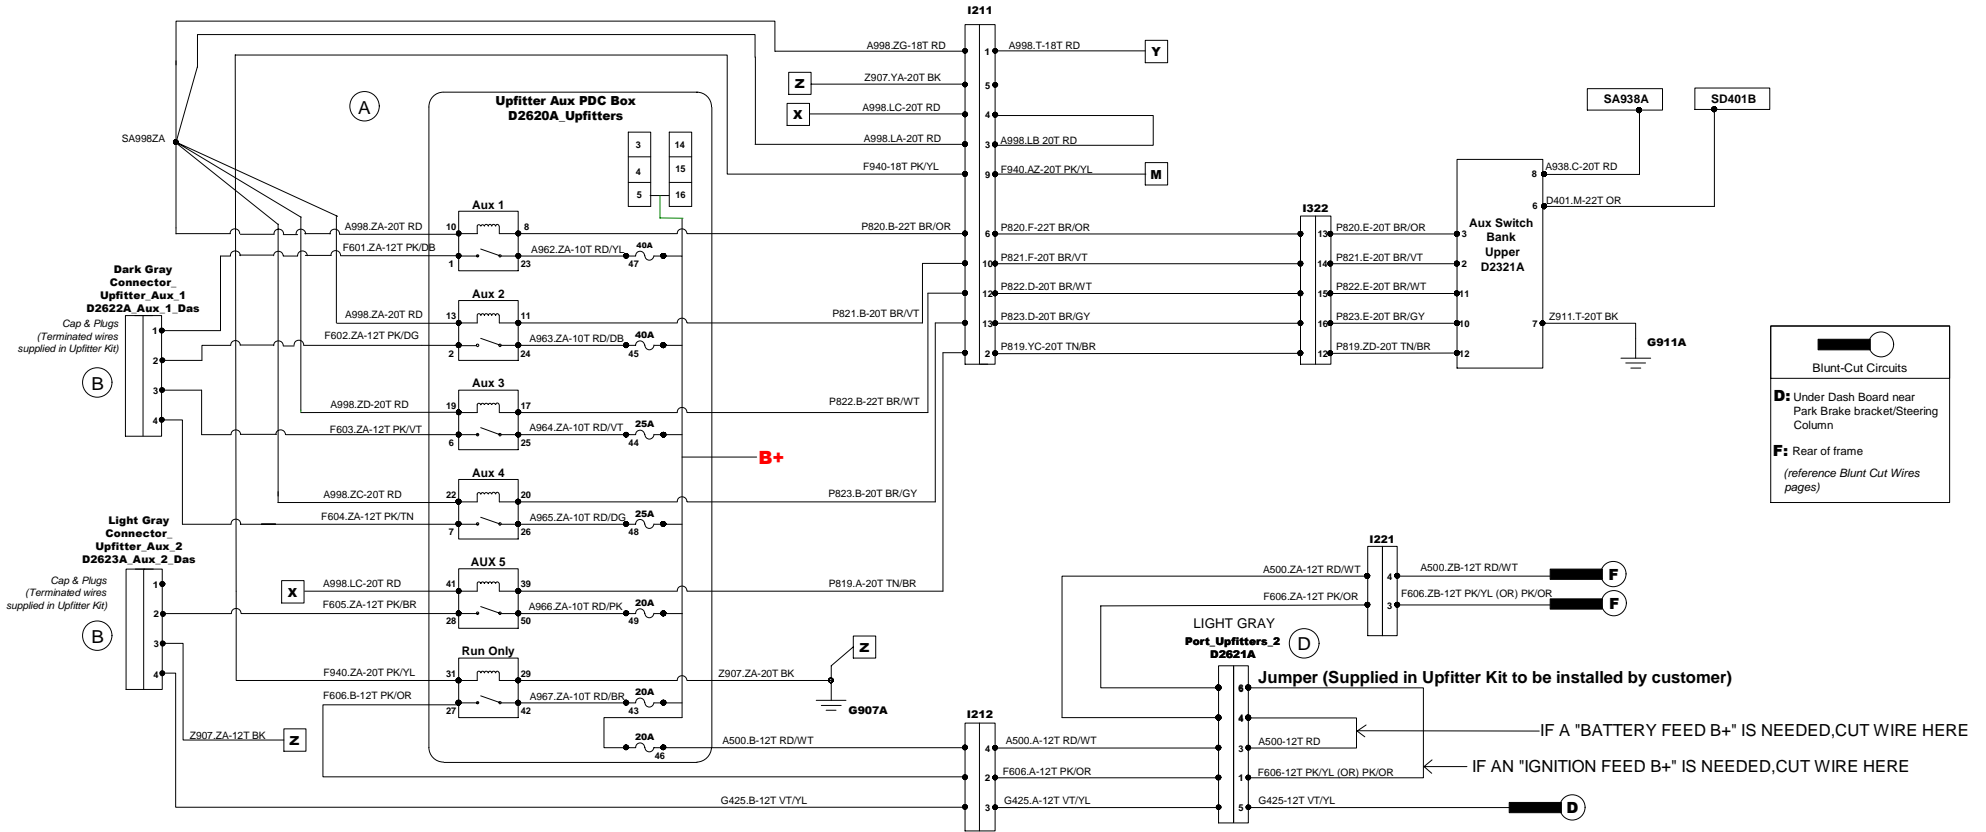 I211
A998.ZG-18T RD
1
A998.T-18T RD
Y
Z
Z907.YA-20T BK
5
X
A998.LC-20T RD
4
A998.LA-20T RD
3
A998.LB 20T RD
F940-18T PK/YL
9
F940.AZ-20T PK/YL
M
SA998ZA
A
Upfitter Aux PDC Box
D2620A_Upfitters
3
14
4
15
5
16
SA938A
SD401B
A938.C-20T RD
8
D401.M-22T OR
6
Aux Switch
Bank
Upper
D2321A
I322
Aux 1
A998.ZA-20T RD
10
8
P820.B-22T BR/OR
6
P820.F-22T BR/OR
13
P820.E-20T BR/OR
3
F601.ZA-12T PK/DB
1
23
A962.ZA-10T RD/YL
40A
47
10
P821.F-20T BR/VT
14
P821.E-20T BR/VT
2
12
P822.D-20T BR/WT
15
P822.E-20T BR/WT
11
13
P823.D-20T BR/GY
16
P823.E-20T BR/GY
10
2
P819.YC-20T TN/BR
12
P819.ZD-20T TN/BR
12
7
Z911.T-20T BK
G911A
Dark Gray
Connector_
Upfitter_Aux_1
D2622A_Aux_1_Das
Cap & Plugs
(Terminated wires
supplied in Upfitter Kit)
B
1
2
3
4
Aux 2
A998.ZA-20T RD
13
11
P821.B-20T BR/VT
F602.ZA-12T PK/DG
2
24
A963.ZA-10T RD/DB
40A
45
Aux 3
A998.ZD-20T RD
19
17
P822.B-22T BR/WT
F603.ZA-12T PK/VT
6
25
A964.ZA-10T RD/VT
25A
44
B+
Aux 4
A998.ZC-20T RD
22
20
P823.B-20T BR/GY
F604.ZA-12T PK/TN
7
26
A965.ZA-10T RD/DG
25A
48
Blunt-Cut Circuits
D: Under Dash Board near
Park Brake bracket/Steering
Column
F: Rear of frame
(reference Blunt Cut Wires
pages)
Light Gray
Connector_
Upfitter_Aux_2
D2623A_Aux_2_Das
Cap & Plugs
(Terminated wires
supplied in Upfitter Kit)
B
1
2
3
4
AUX 5
X
A998.LC-20T RD
41
39
P819.A-20T TN/BR
F605.ZA-12T PK/BR
28
50
A966.ZA-10T RD/PK
20A
49
Run Only
F940.ZA-20T PK/YL
31
29
Z907.ZA-20T BK
Z
G907A
F606.B-12T PK/OR
27
42
A967.ZA-10T RD/BR
20A
43
Z907.ZA-12T BK
Z
20A
46
I221
A500.ZA-12T RD/WT
4
A500.ZB-12T RD/WT
F
F606.ZA-12T PK/OR
3
F606.ZB-12T PK/YL (OR) PK/OR
F
LIGHT GRAY
Port_Upfitters_2
D2621A
D
Jumper (Supplied in Upfitter Kit to be installed by customer)
6
4
I212
A500.B-12T RD/WT
4
A500.A-12T RD/WT
3
A500-12T RD
IF A "BATTERY FEED B+" IS NEEDED,CUT WIRE HERE
2
F606.A-12T PK/OR
1
F606-12T PK/YL (OR) PK/OR
IF AN "IGNITION FEED B+" IS NEEDED,CUT WIRE HERE
G425.B-12T VT/YL
3
G425.A-12T VT/YL
5
G425-12T VT/YL
D